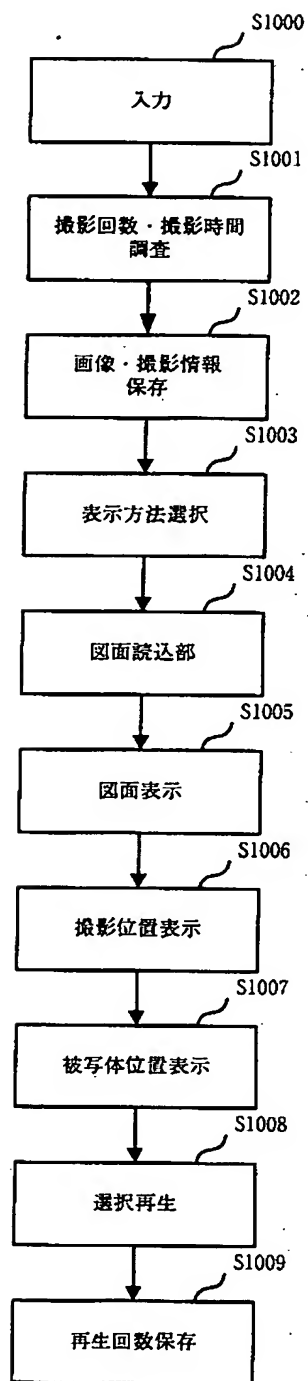 S1000
入力
S1001
撮影回数・撮影時間
調査
S1002
画像・撮影情報
保存
S1003
表示方法選択
S1004
図面読込部
S1005
図面表示
S1006
撮影位置表示
S1007
被写体位置表示
S1008
選択再生
S1009
再生回数保存